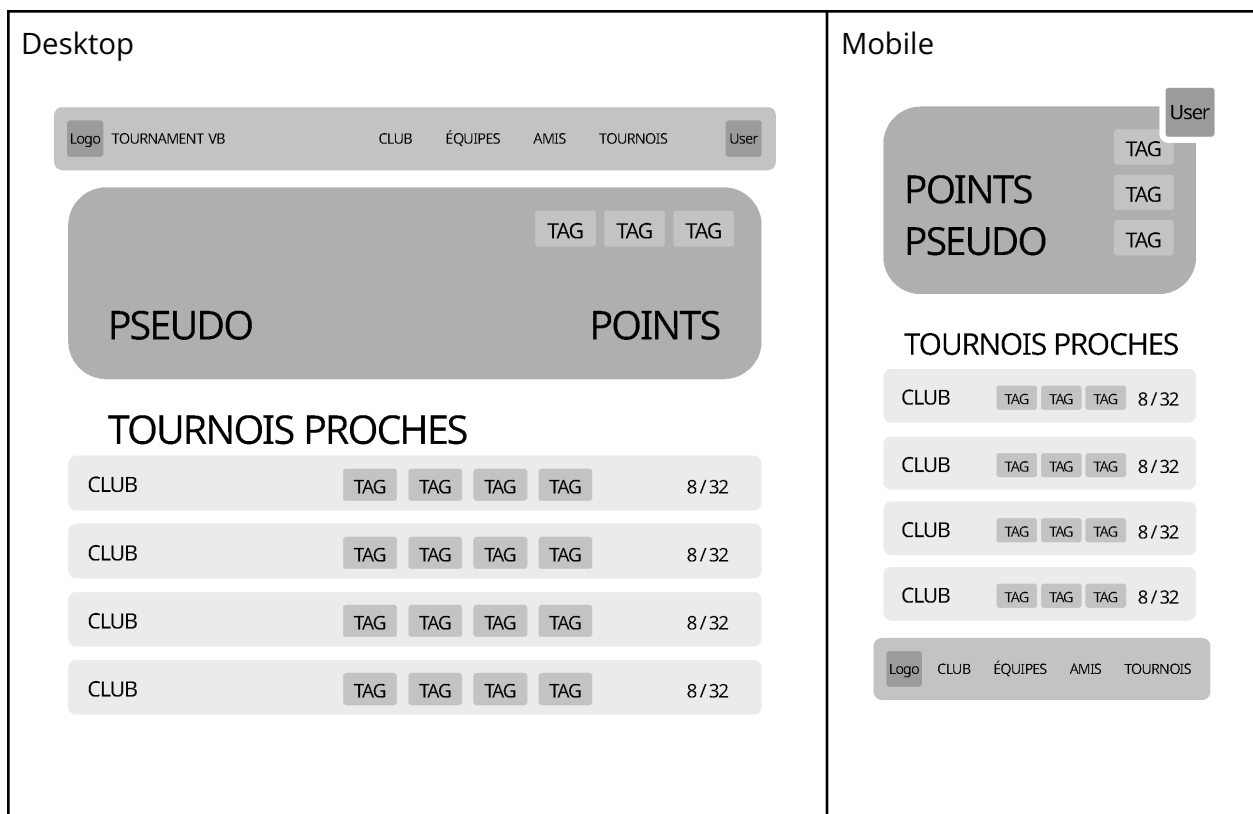 Desktop
Logo TOURNAMENT VB CLUB ÉQUIPES AMIS TOURNOIS User
TAG TAG TAG
PSEUDO POINTS
TOURNOIS PROCHES
CLUB TAG TAG TAG TAG 8/32
CLUB TAG TAG TAG TAG 8/32
CLUB TAG TAG TAG TAG 8/32
CLUB TAG TAG TAG TAG 8/32
Mobile
User
TAG
POINTS TAG
PSEUDO TAG
TOURNOIS PROCHES
CLUB TAG TAG TAG 8/32
CLUB TAG TAG TAG 8/32
CLUB TAG TAG TAG 8/32
CLUB TAG TAG TAG 8/32
Logo CLUB ÉQUIPES AMIS TOURNOIS